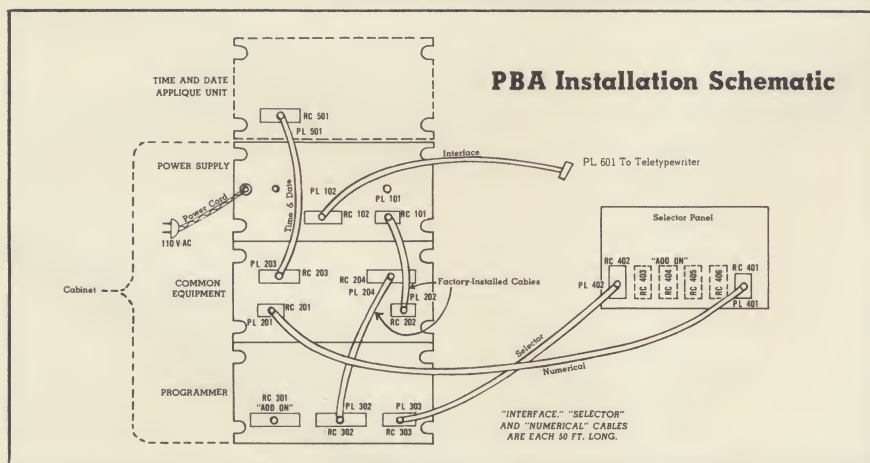 PBA Installation Schematic
TIME AND DATE
APPLIQUE UNIT
RC 501
PL 501
POWER SUPPLY
Interface
PL 601 To Teletypewriter
PL 102
PL 101
Power Cord
Time & Date
RC 102
RC 101
110 V-AC
Selector Panel
PL 203
RC 203
RC 204
RC 402
"ADD ON"
RC 401
RC 403
RC 404
RC 405
RC 406
COMMON
EQUIPMENT
Cabinet
Factory-Installed Cables
PL 204
PL 202
PL 402
PL 401
RC 201
PL 201
RC 202
Selector
Numerical
PROGRAMMER
RC 301
"ADD ON"
PL 302
PL 303
RC 302
RC 303
"INTERFACE," "SELECTOR"
AND "NUMERICAL" CABLES
ARE EACH 50 FT. LONG.